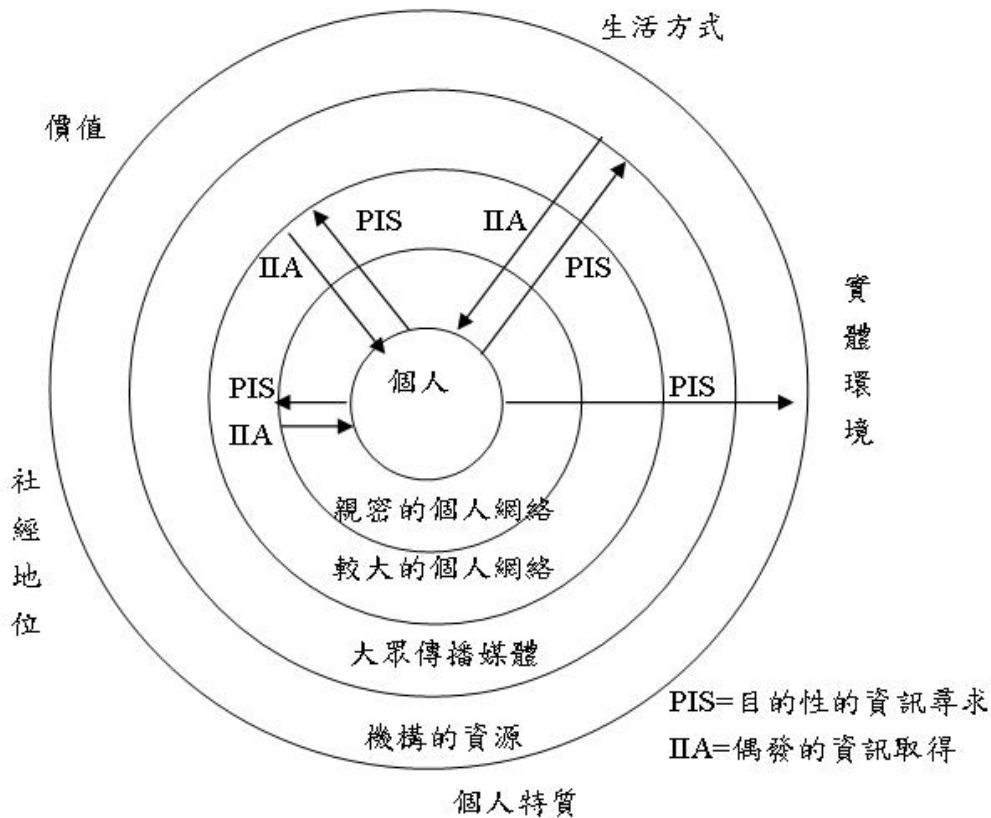 生活方式
價值
PIS
IIA
IIA
PIS
實體環境
個人
PIS
PIS
IIA
社經地位
親密的個人網絡
較大的個人網絡
大眾傳播媒體
機構的資源
PIS=目的性的資訊尋求
IIA=偶發的資訊取得
個人特質